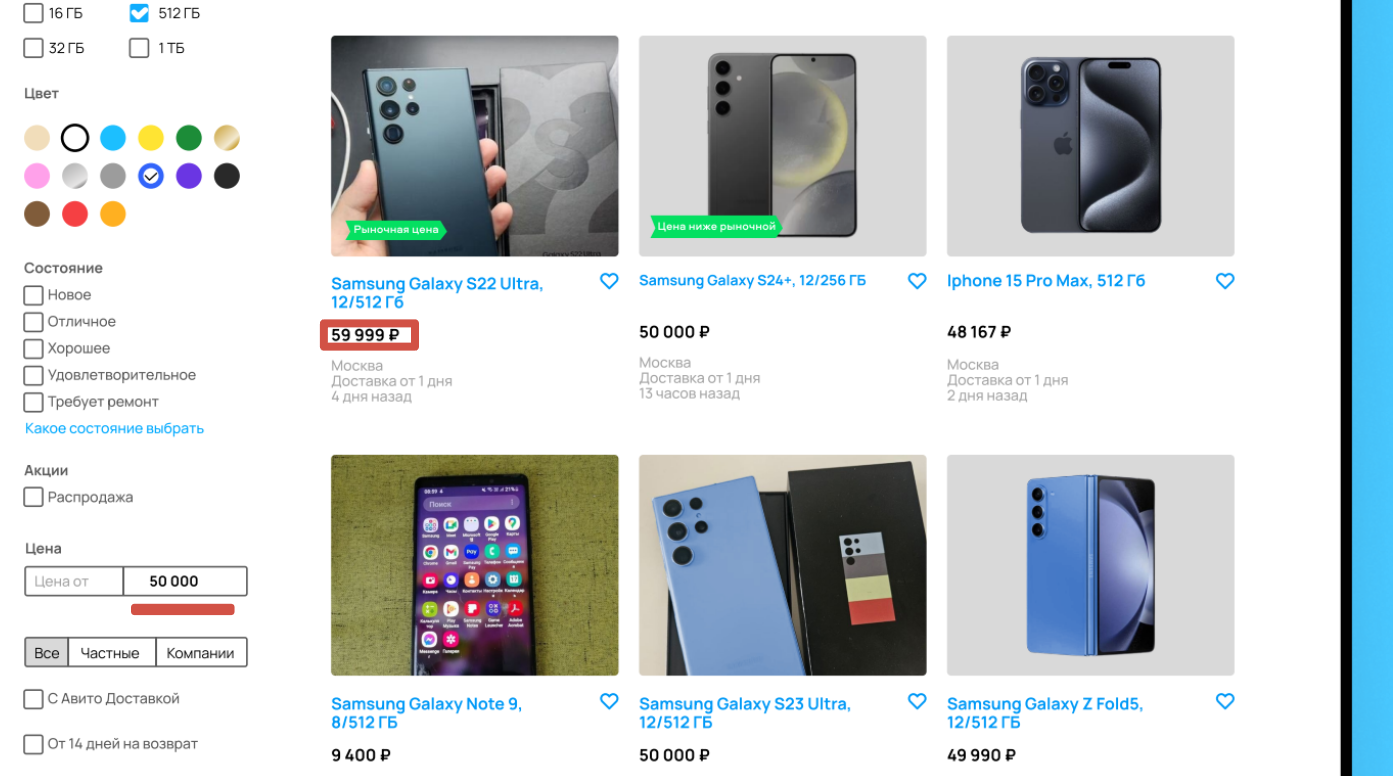 16 ГБ
512 ГБ
32 ГБ
1 ТБ
Цвет
Состояние
Новое
Отличное
Хорошее
Удовлетворительное
Требует ремонт
Какое состояние выбрать
Акции
Распродажа
Цена
Цена от
50 000
Все
Частные
Компании
С Авито Доставкой
От 14 дней на возврат
Рыночная цена
Samsung Galaxy S22 Ultra,
12/512 Гб
59 999 ₽
Москва
Доставка от 1 дня
4 дня назад
Цена ниже рыночной
Samsung Galaxy S24+, 12/256 ГБ
50 000 ₽
Москва
Доставка от 1 дня
13 часов назад
Iphone 15 Pro Max, 512 Гб
48 167 ₽
Москва
Доставка от 1 дня
2 дня назад
Поиск
Samsung Galaxy Note 9,
8/512 ГБ
9 400 ₽
Samsung Galaxy S23 Ultra,
12/512 ГБ
50 000 ₽
Samsung Galaxy Z Fold5,
12/512 ГБ
49 990 ₽